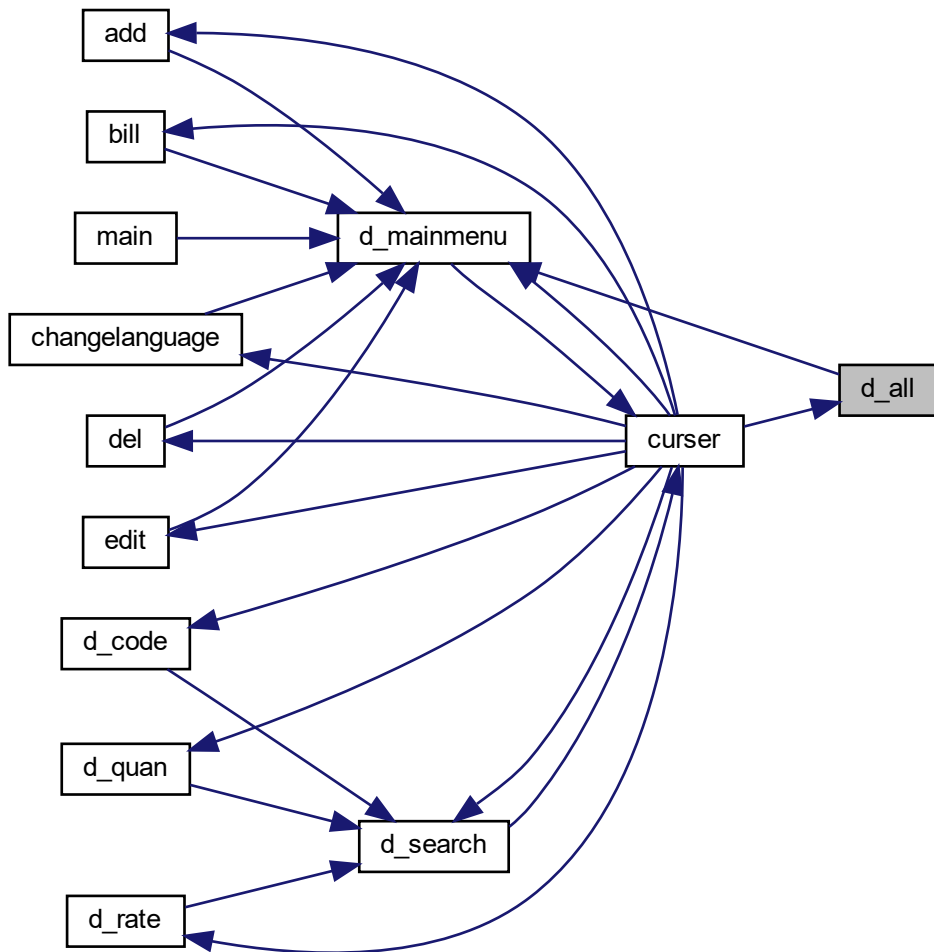 add
bill
main
d_mainmenu
changelanguage
d_all
del
curser
edit
d_code
d_quan
d_search
d_rate